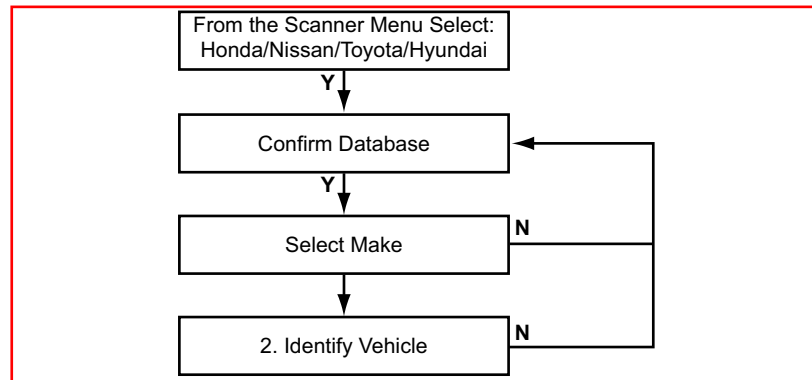 From the Scanner Menu Select:
Honda/Nissan/Toyota/Hyundai
Y
Confirm Database
Y
Select Make
N
2. Identify Vehicle
N